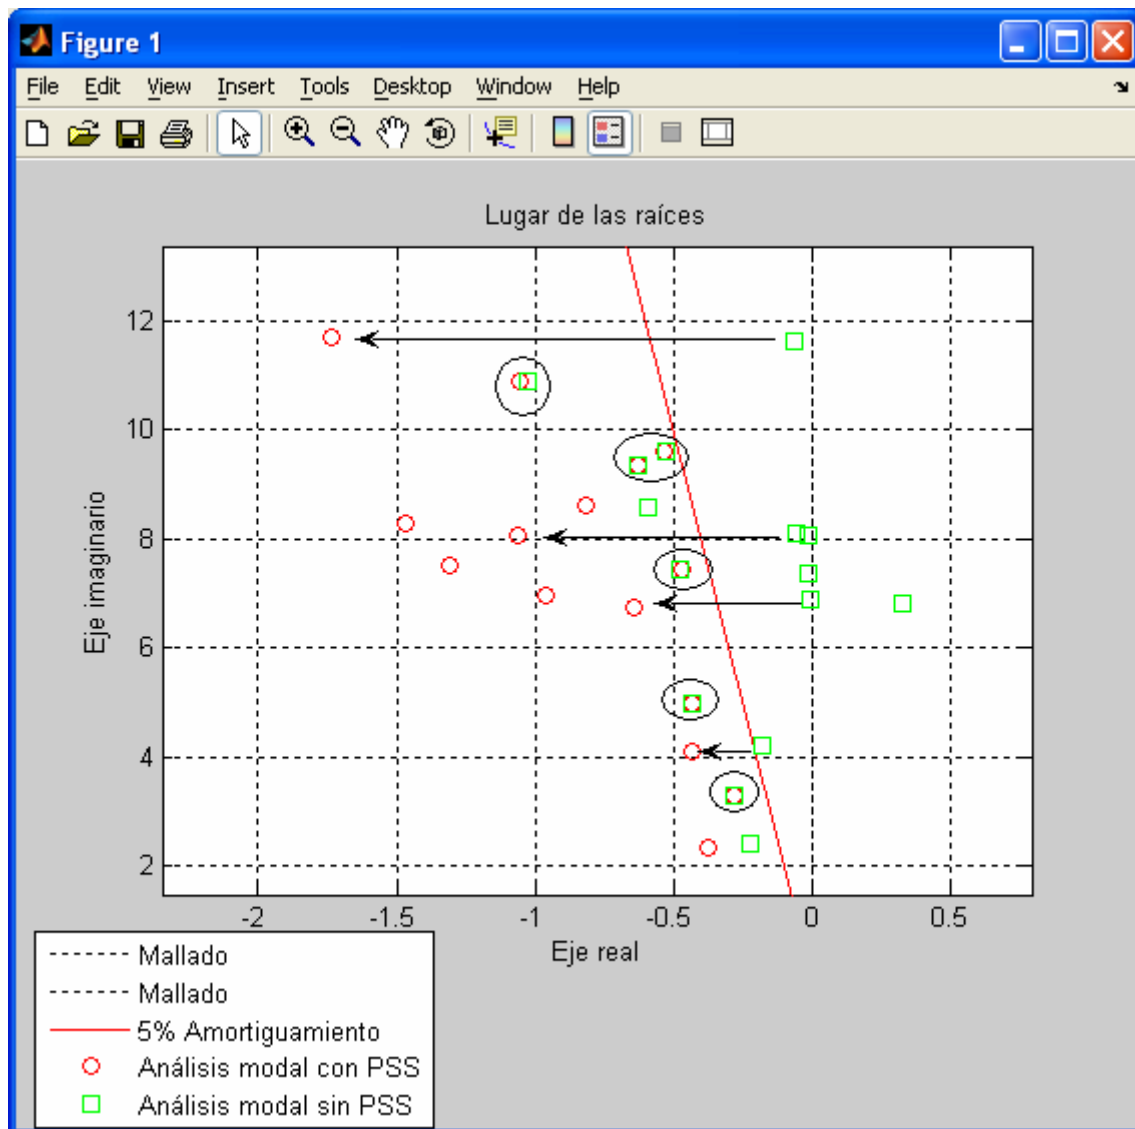 Figure 1
File Edit View Insert Tools Desktop Window Help
Lugar de las raíces
12
10
8
6
4
2
Eje imaginario
-2 -1.5 -1 -0.5 0 0.5
Eje real
Mallado
Mallado
5% Amortiguamiento
Análisis modal con PSS
Análisis modal sin PSS